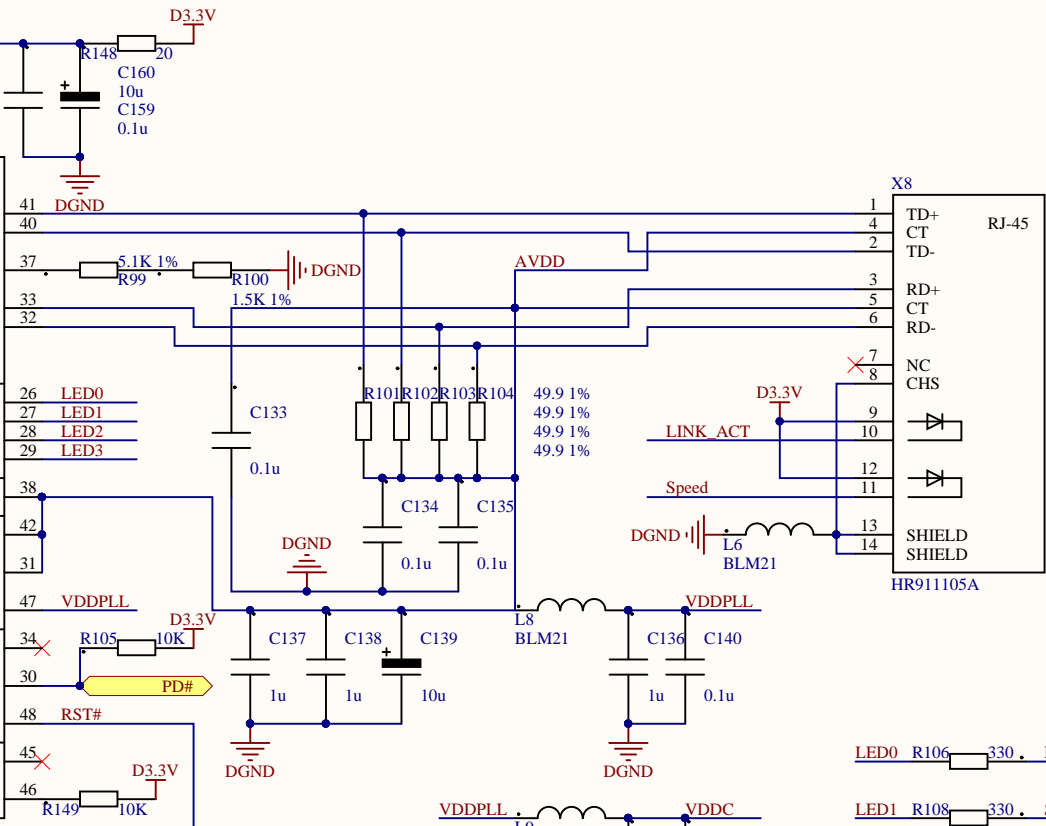 D3.3V
R148 20
C160
10u
C159
0.1u
+
DGND
X8
RJ-45
41
40
37
33
32
5.1K 1%
R99
R100
1.5K 1%
DGND
AVDD
1 TD+
4 CT
2 TD-
3 RD+
5 CT
6 RD-
7 NC
8 CHS
9
10
12
11
13 SHIELD
14 SHIELD
HR911105A
D3.3V
LINK_ACT
Speed
DGND
L6
BLM21
26 LED0
27 LED1
28 LED2
29 LED3
38
42
31
C133
0.1u
R101 R102 R103 R104
49.9 1%
49.9 1%
49.9 1%
49.9 1%
C134
0.1u
C135
0.1u
DGND
47 VDDPLL
34
R105 10K
D3.3V
30
PD#
48 RST#
45
46
R149 10K
D3.3V
C137
1u
C138
1u
+
C139
10u
DGND
L8
BLM21
VDDPLL
C136
1u
C140
0.1u
DGND
VDDPLL
L9
VDDC
LED0 R106 330
LED1 R108 330